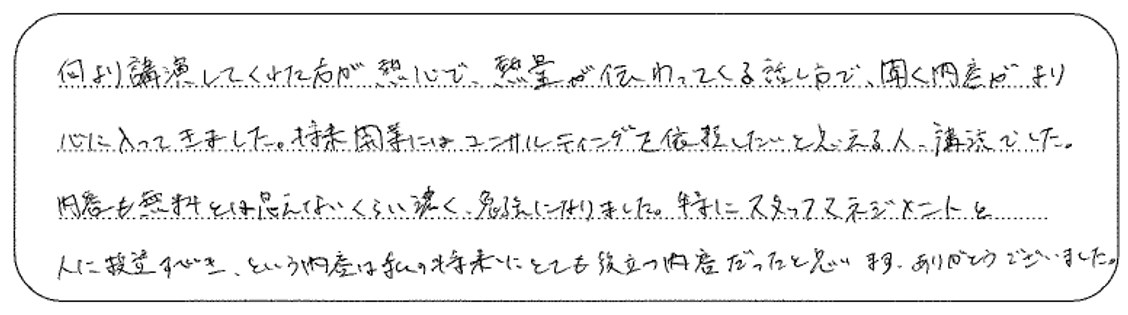 何より講演してくれた方が熱心で、熱量が伝わってくる話し方で、聞く内容がより
心に入ってきました。将来開業にはコンサルティングを依頼したいと思える人、講演でした。
内容も無料とは思えないくらい濃く、勉強になりました。特にスタッフマネジメントと
人に投資すべき、という内容は私の将来にとても役立つ内容だったと思います、ありがとうございました。